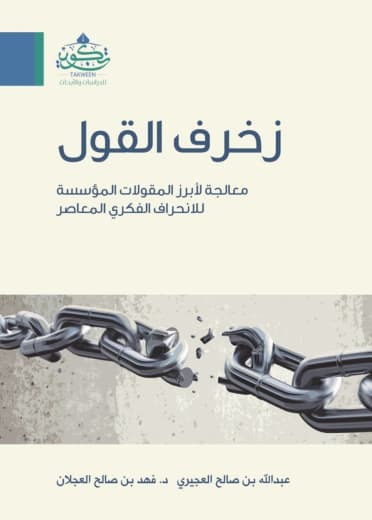 تكوين
TAKWEEN
للدراسات والأبحاث
زخرف القول
معالجة لأبرز المقولات المؤسسة
للانحراف الفكري المعاصر
عبدالله بن صالح العجيري د. فهد بن صالح العجلان